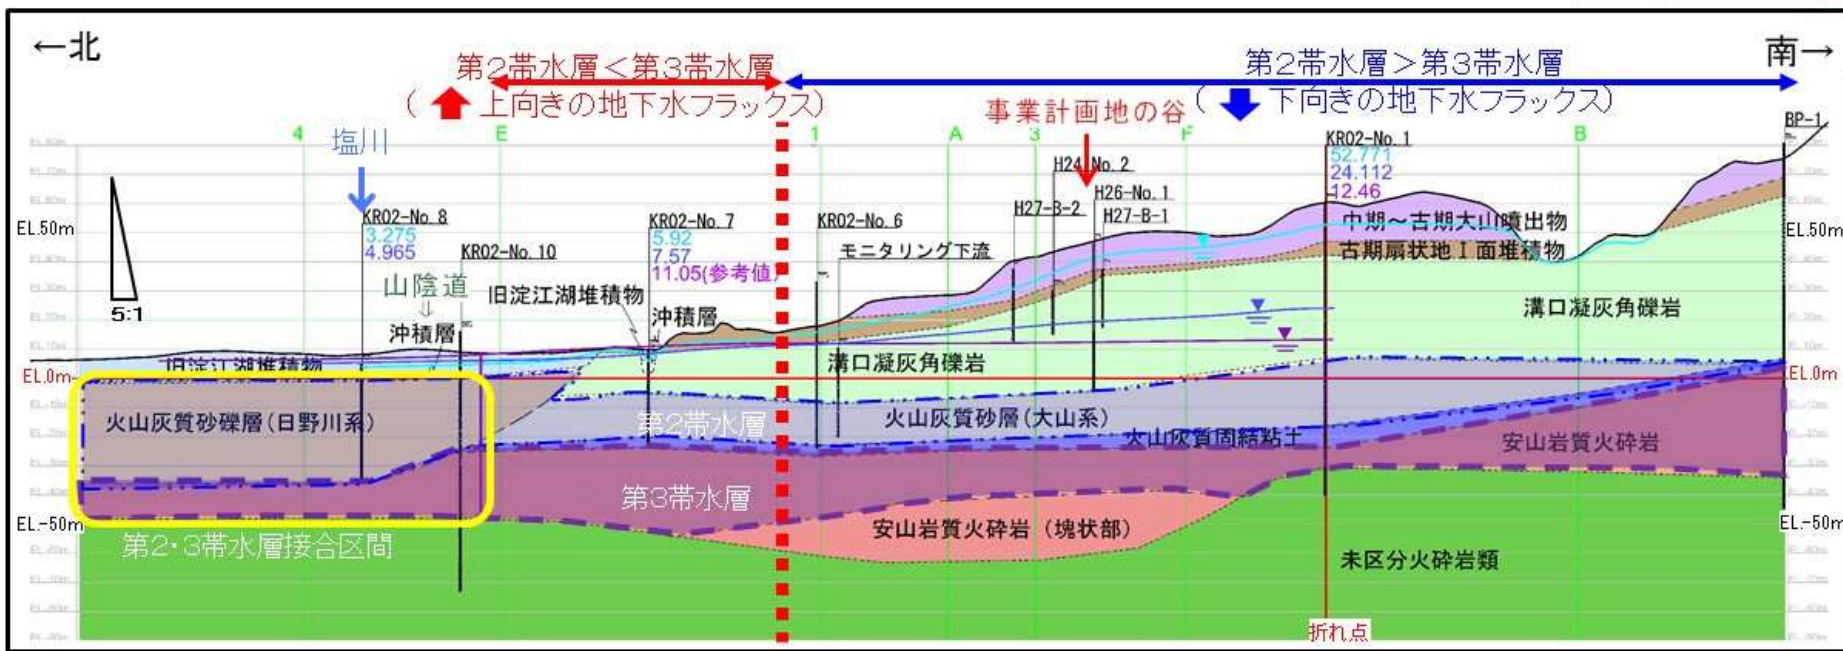 ←北
南→
第2帯水層＜第3帯水層
第2帯水層＞第3帯水層
(上向きの地下水フラックス)
(下向きの地下水フラックス)
事業計画地の谷
塩川
4
E
1
A
3
F
B
BP-1
KR02-No.1
52.771
24.112
12.46
H24-No.2
H26-No.1
H27-B-2
H27-B-1
KR02-No.8
3.275
4.965
KR02-No.7
5.92
7.57
11.05(参考値)
KR02-No.6
KR02-No.10
モニタリング下流
EL.50m
EL.50m
中期～古期大山噴出物
古期扇状地Ⅰ面堆積物
山陰道
⇓
旧淀江湖堆積物
5:1
沖積層
沖積層
溝口凝灰角礫岩
溝口凝灰角礫岩
旧淀江湖堆積物
EL.0m
EL.0m
火山灰質砂礫層(日野川系)
第2帯水層
火山灰質砂層(大山系)
火山灰質固結粘土
安山岩質火砕岩
第3帯水層
EL-50m
EL-50m
安山岩質火砕岩（塊状部）
第2・3帯水層接合区間
未区分火砕岩類
折れ点